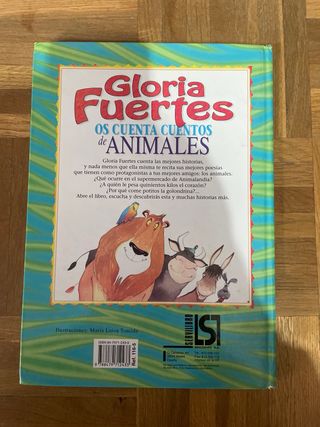 Gloria
Fuertes
OS CUENTA CUENTOS
de ANIMALES
Gloria Fuertes cuenta las mejores historias,
y nada menos que ella misma te recita sus mejores poesías
que tienen como protagonistas a tus mejores amigos: los animales.
¿Qué ocurre en el supermercado de Animalandia?
¿A quién le pesa quinientos kilos el corazón?
¿Por qué come potitos la golondrina?...
Abre el libro, escucha y descubrirás esta y muchas historias más.
Ilustraciones: María Luisa Torcida
SERVILIBRO